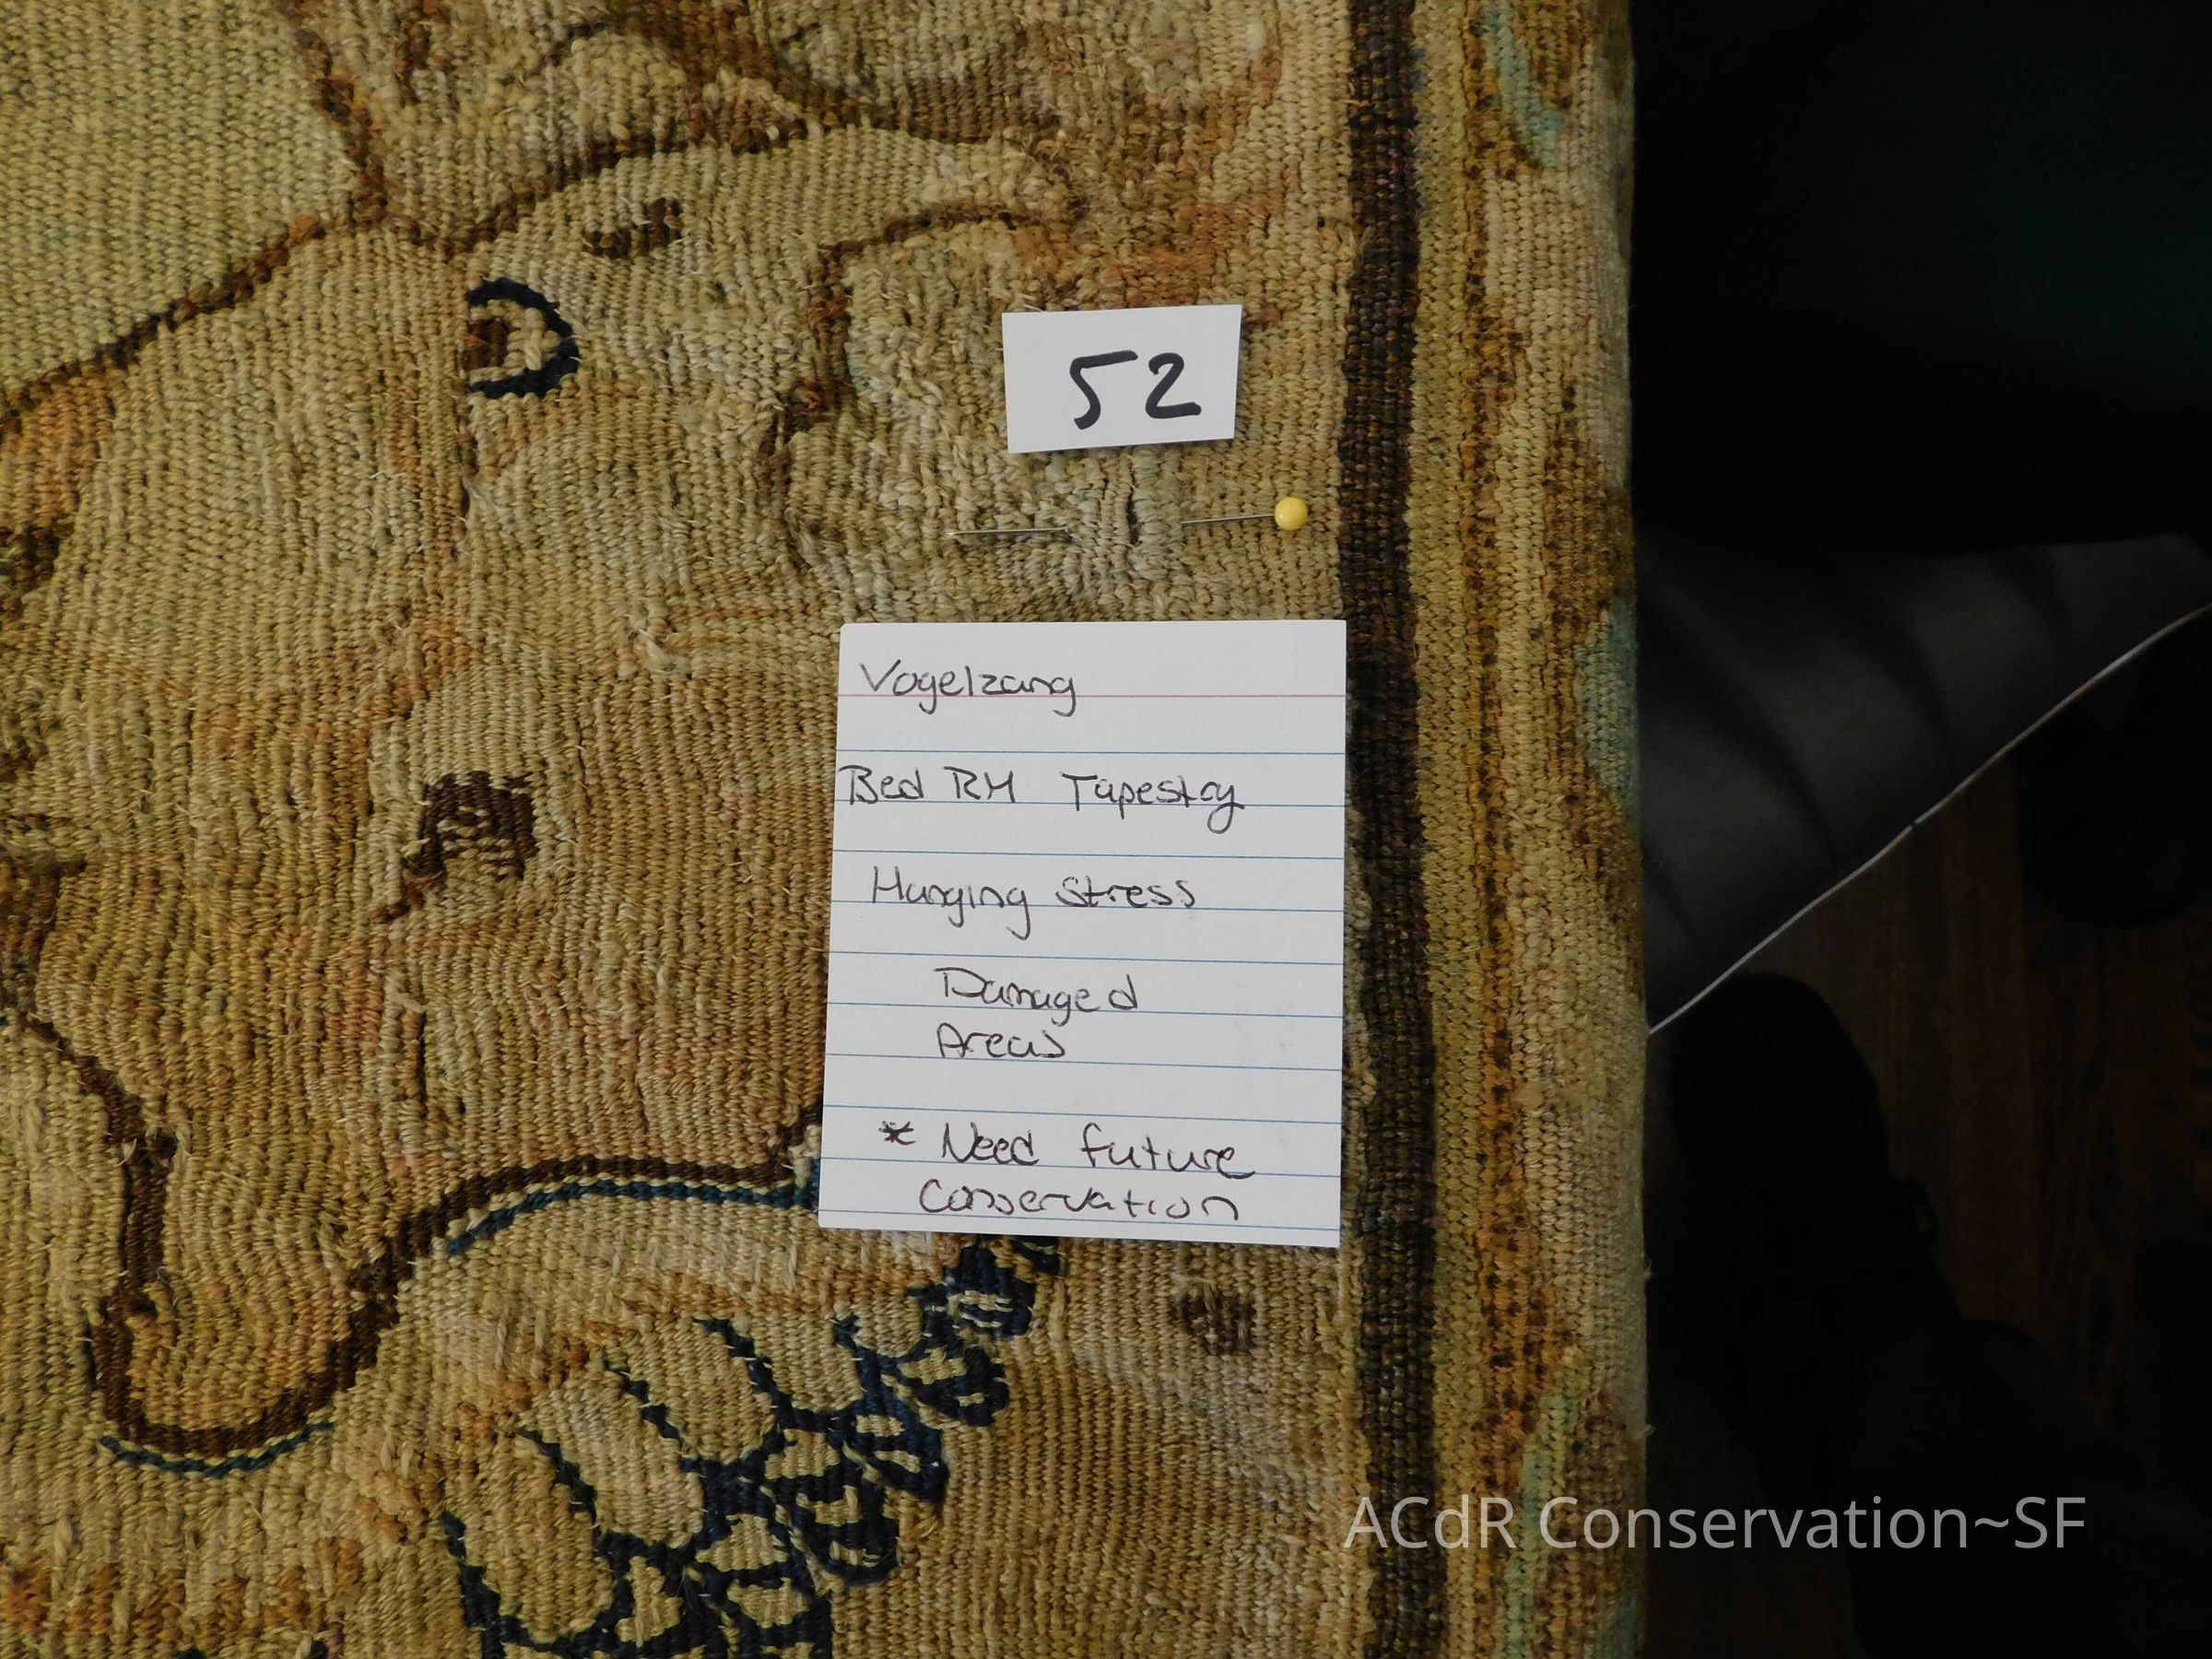 52
Vogelzang
Bed RM Tapestry
Hanging Stress
Damaged
Areas
* Need future
Conservation
ACdR Conservation~SF